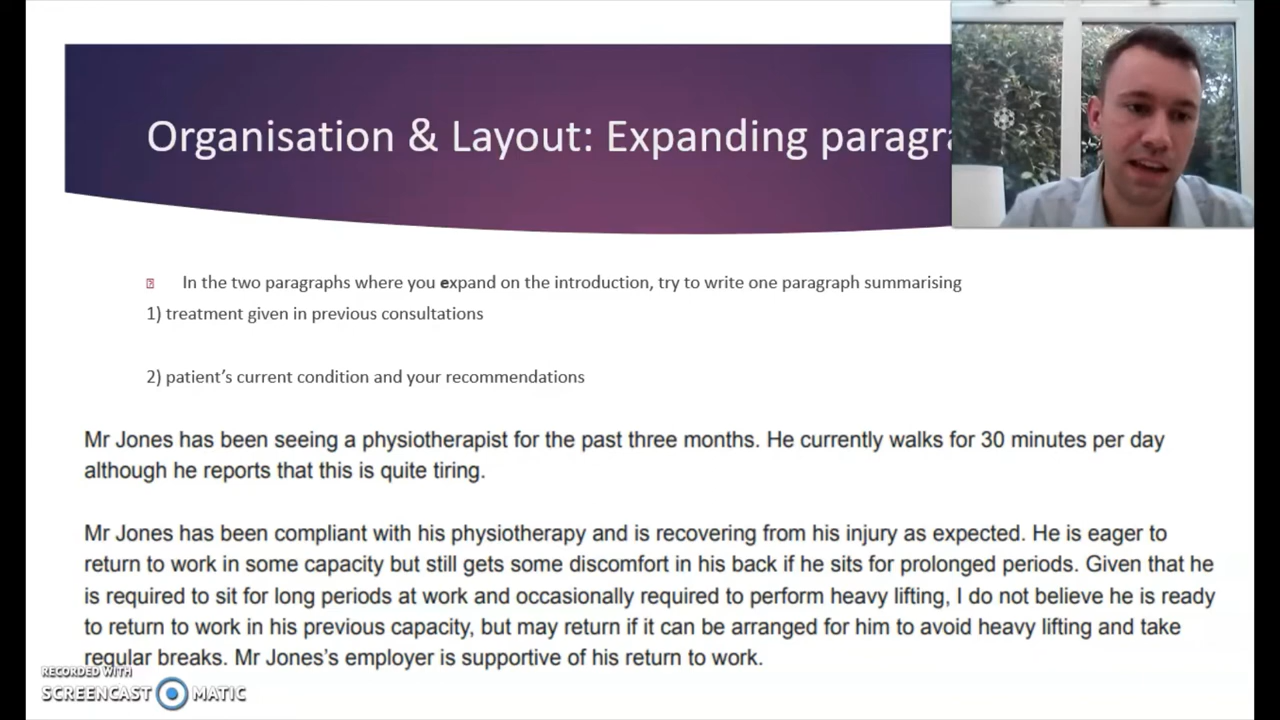 Organisation & Layout: Expanding paragra
In the two paragraphs where you expand on the introduction, try to write one paragraph summarising
1) treatment given in previous consultations
2) patient's current condition and your recommendations
Mr Jones has been seeing a physiotherapist for the past three months. He currently walks for 30 minutes per day
although he reports that this is quite tiring.
Mr Jones has been compliant with his physiotherapy and is recovering from his injury as expected. He is eager to
return to work in some capacity but still gets some discomfort in his back if he sits for prolonged periods. Given that he
is required to sit for long periods at work and occasionally required to perform heavy lifting, I do not believe he is ready
to return to work in his previous capacity, but may return if it can be arranged for him to avoid heavy lifting and take
regular breaks. Mr Jones's employer is supportive of his return to work.
RECORDED WITH
SCREENCAST MATIC